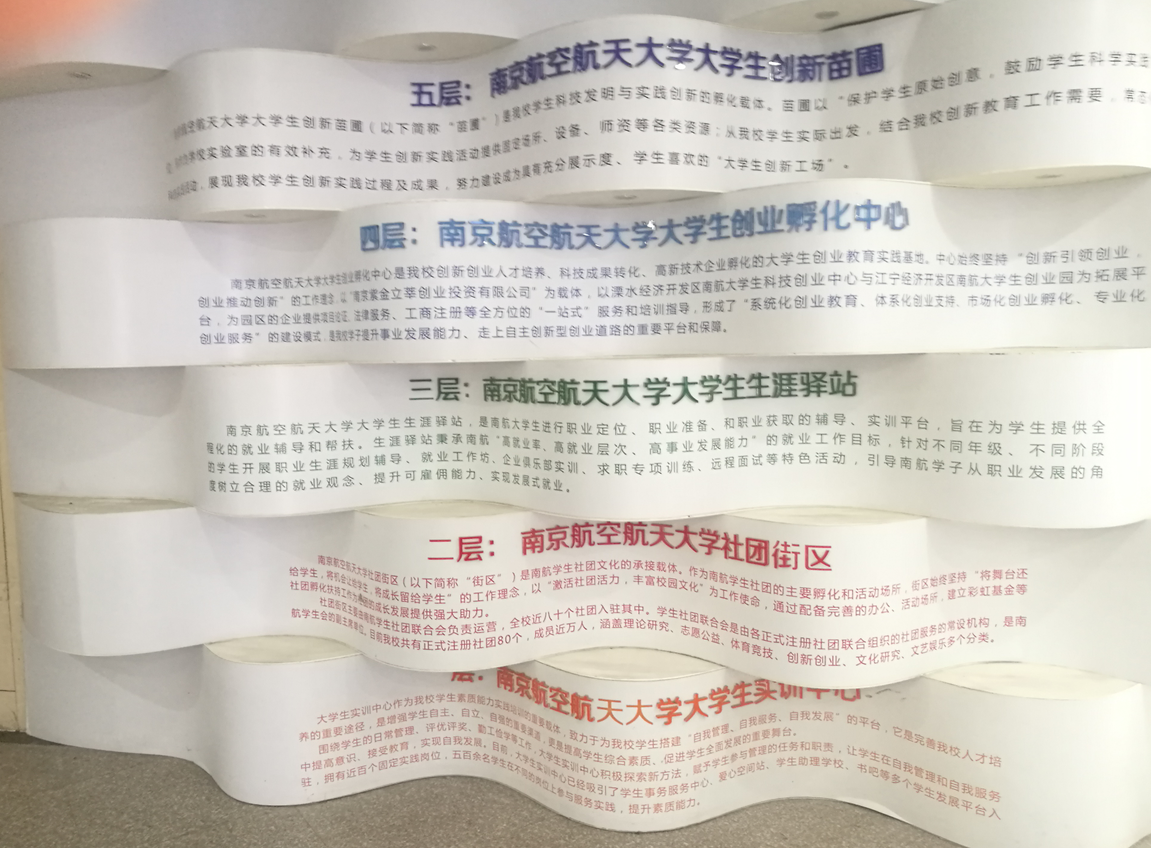 五层：南京航空航天大学大学生创新苗圃
航空航天大学大学生创新苗圃（以下简称“苗圃”）是我校学生科技发明与实践创新的孵化载体。苗圃以“保护学生原始创意，鼓励学生科学实践
校实验室的有效补充，为学生创新实践活动提供固定场所、设备、师资等各类资源；从我校学生实际出发，结合我校创新教育工作需要，常态
展现我校学生创新实践过程及成果，努力建设成为具有充分展示度、学生喜欢的“大学生创新工场”。
四层：南京航空航天大学大学生创业孵化中心
南京航空航天大学大学生创业孵化中心是我校创新创业人才培养、科技成果转化、高新技术企业孵化的大学生创业教育实践基地。中心始终坚持“创新引领创业，
创业推动创新”的工作理念，以“南京紫金立萃创业投资有限公司”为载体，以溧水经济开发区南航大学生科技创业中心与江宁经济开发区南航大学生创业园为拓展平
台，为园区的企业提供项目论证、法律服务、工商注册等全方位的“一站式”服务和培训指导，形成了“系统化创业教育、体系化创业支持、市场化创业孵化、专业化
创业服务”的建设模式，是我校学子提升事业发展能力、走上自主创新型创业道路的重要平台和保障。
三层：南京航空航天大学大学生生涯驿站
南京航空航天大学大学生生涯驿站，是南航大学生进行职业定位、职业准备、和职业获取的辅导、实训平台，旨在为学生提供全
程化的就业辅导和帮扶。生涯驿站秉承南航“高就业率、高就业层次、高事业发展能力”的就业工作目标，针对不同年级、不同阶段
的学生开展职业生涯规划辅导、就业工作坊、企业俱乐部实训、求职专项训练、远程面试等特色活动，引导南航学子从职业发展的角
度树立合理的就业观念、提升可雇佣能力、实现发展式就业。
二层：南京航空航天大学社团街区
南京航空航天大学社团街区（以下简称“街区”）是南航学生社团文化的承接载体。作为南航学生社团的主要孵化和活动场所，街区始终坚持“将舞台还
给学生，将机会让给学生，将成长留给学生”的工作理念，以“激活社团活力，丰富校园文化”为工作使命，通过配备完善的办公、活动场所，建立彩虹基金等
社团孵化扶持工作为社团的成长发展提供强大助力。
社团街区主要由南航学生社团联合会负责运营，全校近八十个社团入驻其中。学生社团联合会是由各正式注册社团联合组织的社团服务的常设机构，是南
航学生会的副主席单位。目前我校共有正式注册社团80个，成员近万人，涵盖理论研究、志愿公益、体育竞技、创新创业、文化研究、文艺娱乐多个分类。
层：南京航空航天大学大学生实训中心
大学生实训中心作为我校学生素质能力实践培训的重要载体，致力于为我校学生搭建“自我管理、自我服务、自我发展”的平台，它是完善我校人才培
养的重要途径，是增强学生自主、自立、自强的重要渠道，更是提高学生综合素质、促进学生全面发展的重要舞台。
围绕学生的日常管理、评优评奖、勤工俭学等工作，大学生实训中心积极探索新方法，赋予学生参与管理的任务和职责，让学生在自我管理和自我服务
中提高意识、接受教育，实现自我发展。目前，大学生实训中心已经吸引了学生事务服务中心、爱心空间站、学生助理学校、书吧等多个学生发展平台入
驻，拥有近百个固定实践岗位，五百余名学生在不同的岗位上参与服务实践，提升素质能力。